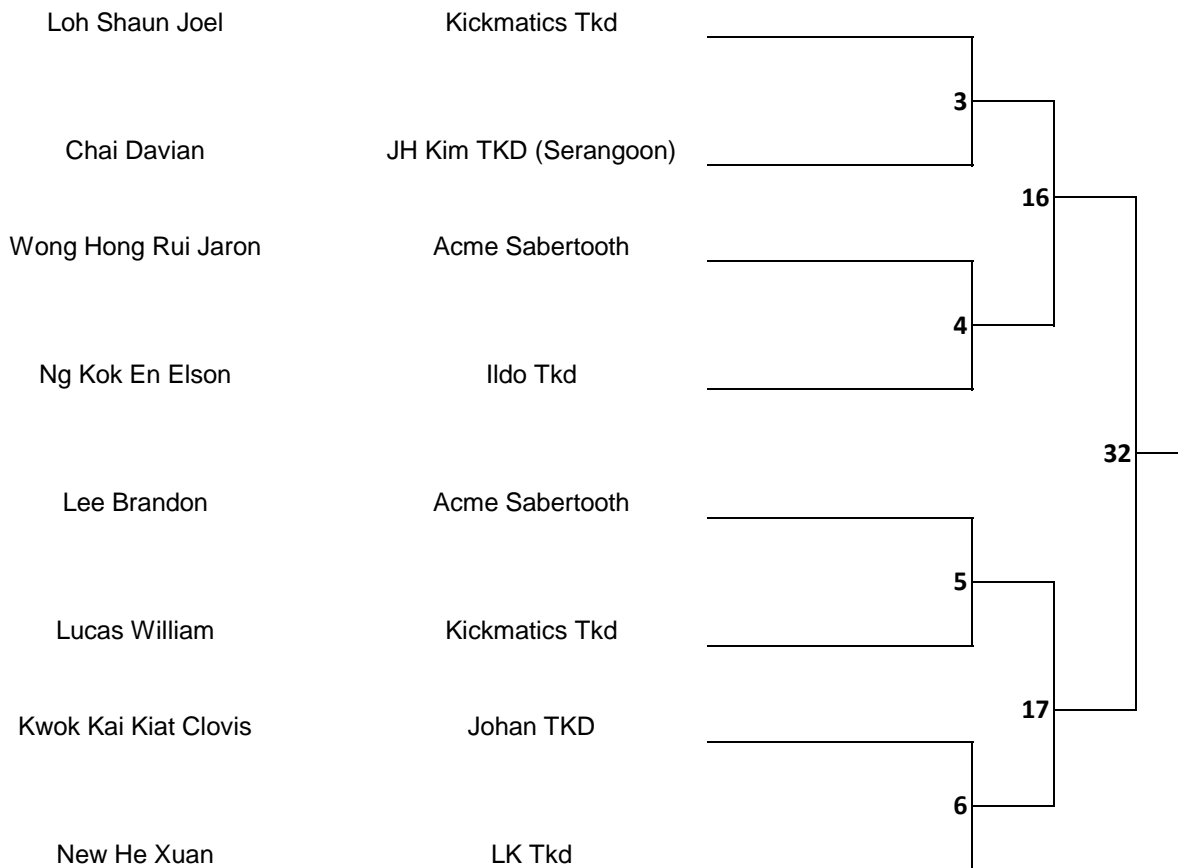 Loh Shaun Joel Kickmatics Tkd
3
Chai Davian JH Kim TKD (Serangoon)
16
Wong Hong Rui Jaron Acme Sabertooth
4
Ng Kok En Elson Ildo Tkd
32
Lee Brandon Acme Sabertooth
5
Lucas William Kickmatics Tkd
17
Kwok Kai Kiat Clovis Johan TKD
6
New He Xuan LK Tkd